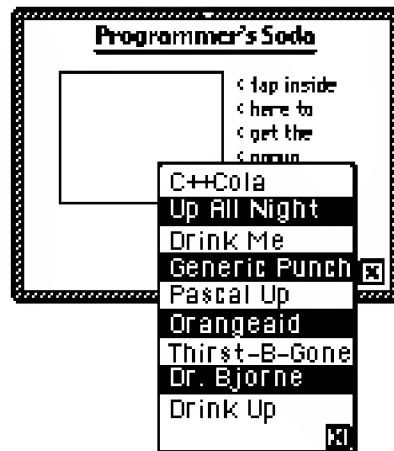 Programmer's Soda
< tap inside
< here to
< get the
< popup
C++Cola
Up All Night
Drink Me
Generic Punch
Pascal Up
Orangeaid
Thirst-B-Gone
Dr. Bjorne
Drink Up